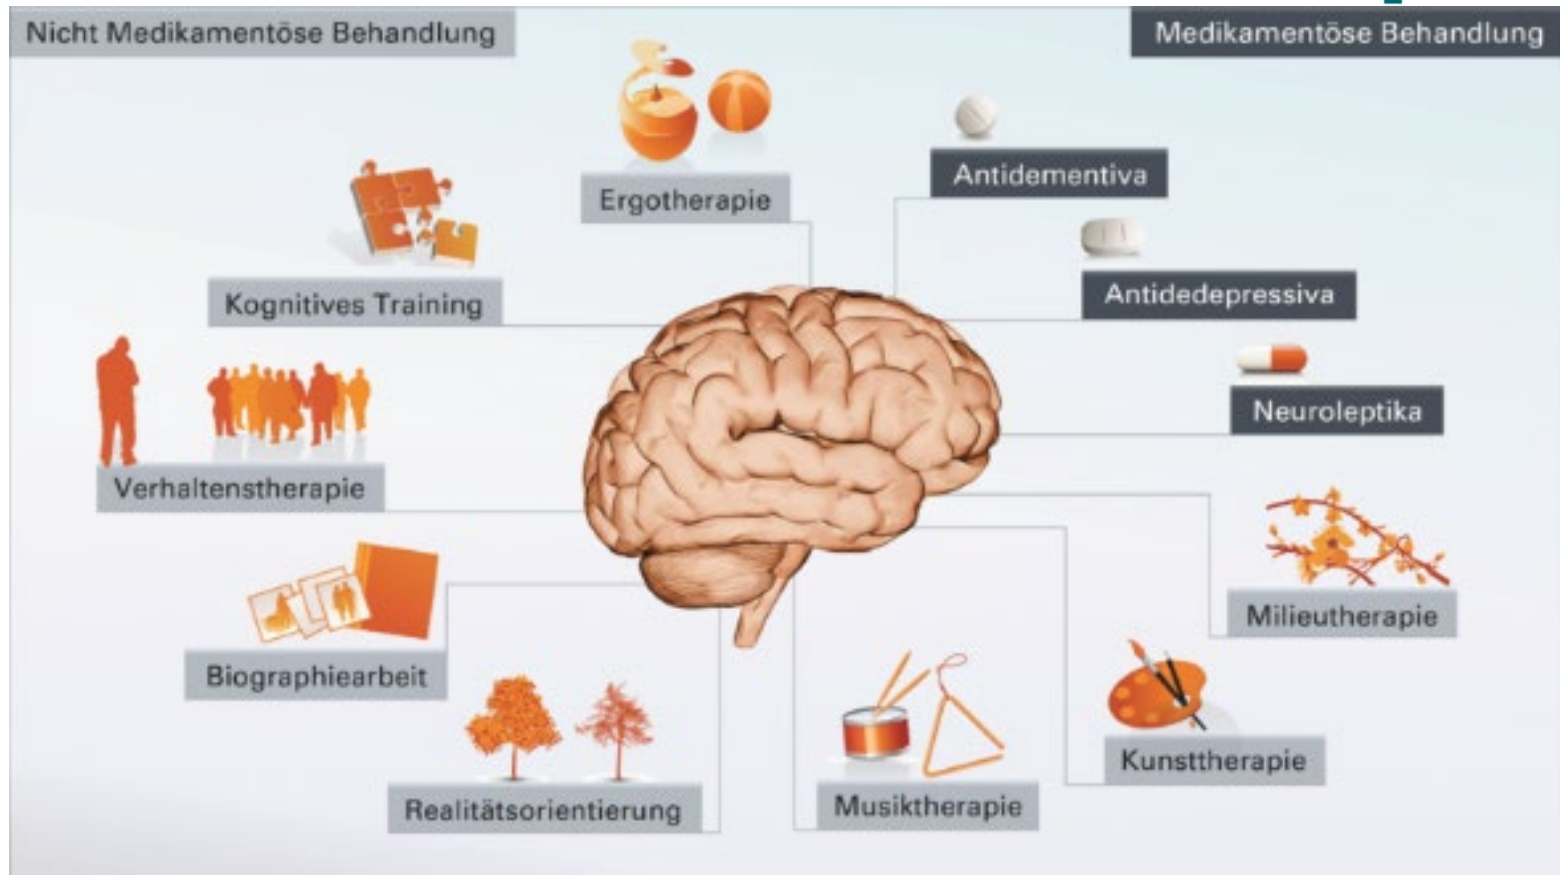 Nicht Medikamentöse Behandlung
Medikamentöse Behandlung
Ergotherapie
Antidementiva
Kognitives Training
Antidedepressiva
Neuroleptika
Verhaltenstherapie
Milieutherapie
Biographiearbeit
Kunsttherapie
Realitätsorientierung
Musiktherapie